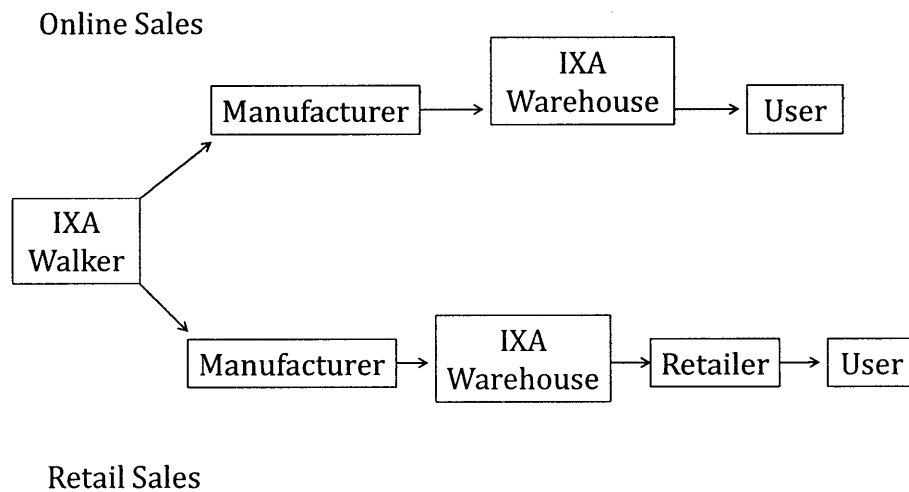 Online Sales
IXA
Warehouse
Manufacturer
User
IXA
Walker
IXA
Warehouse
Manufacturer
Retailer
User
Retail Sales